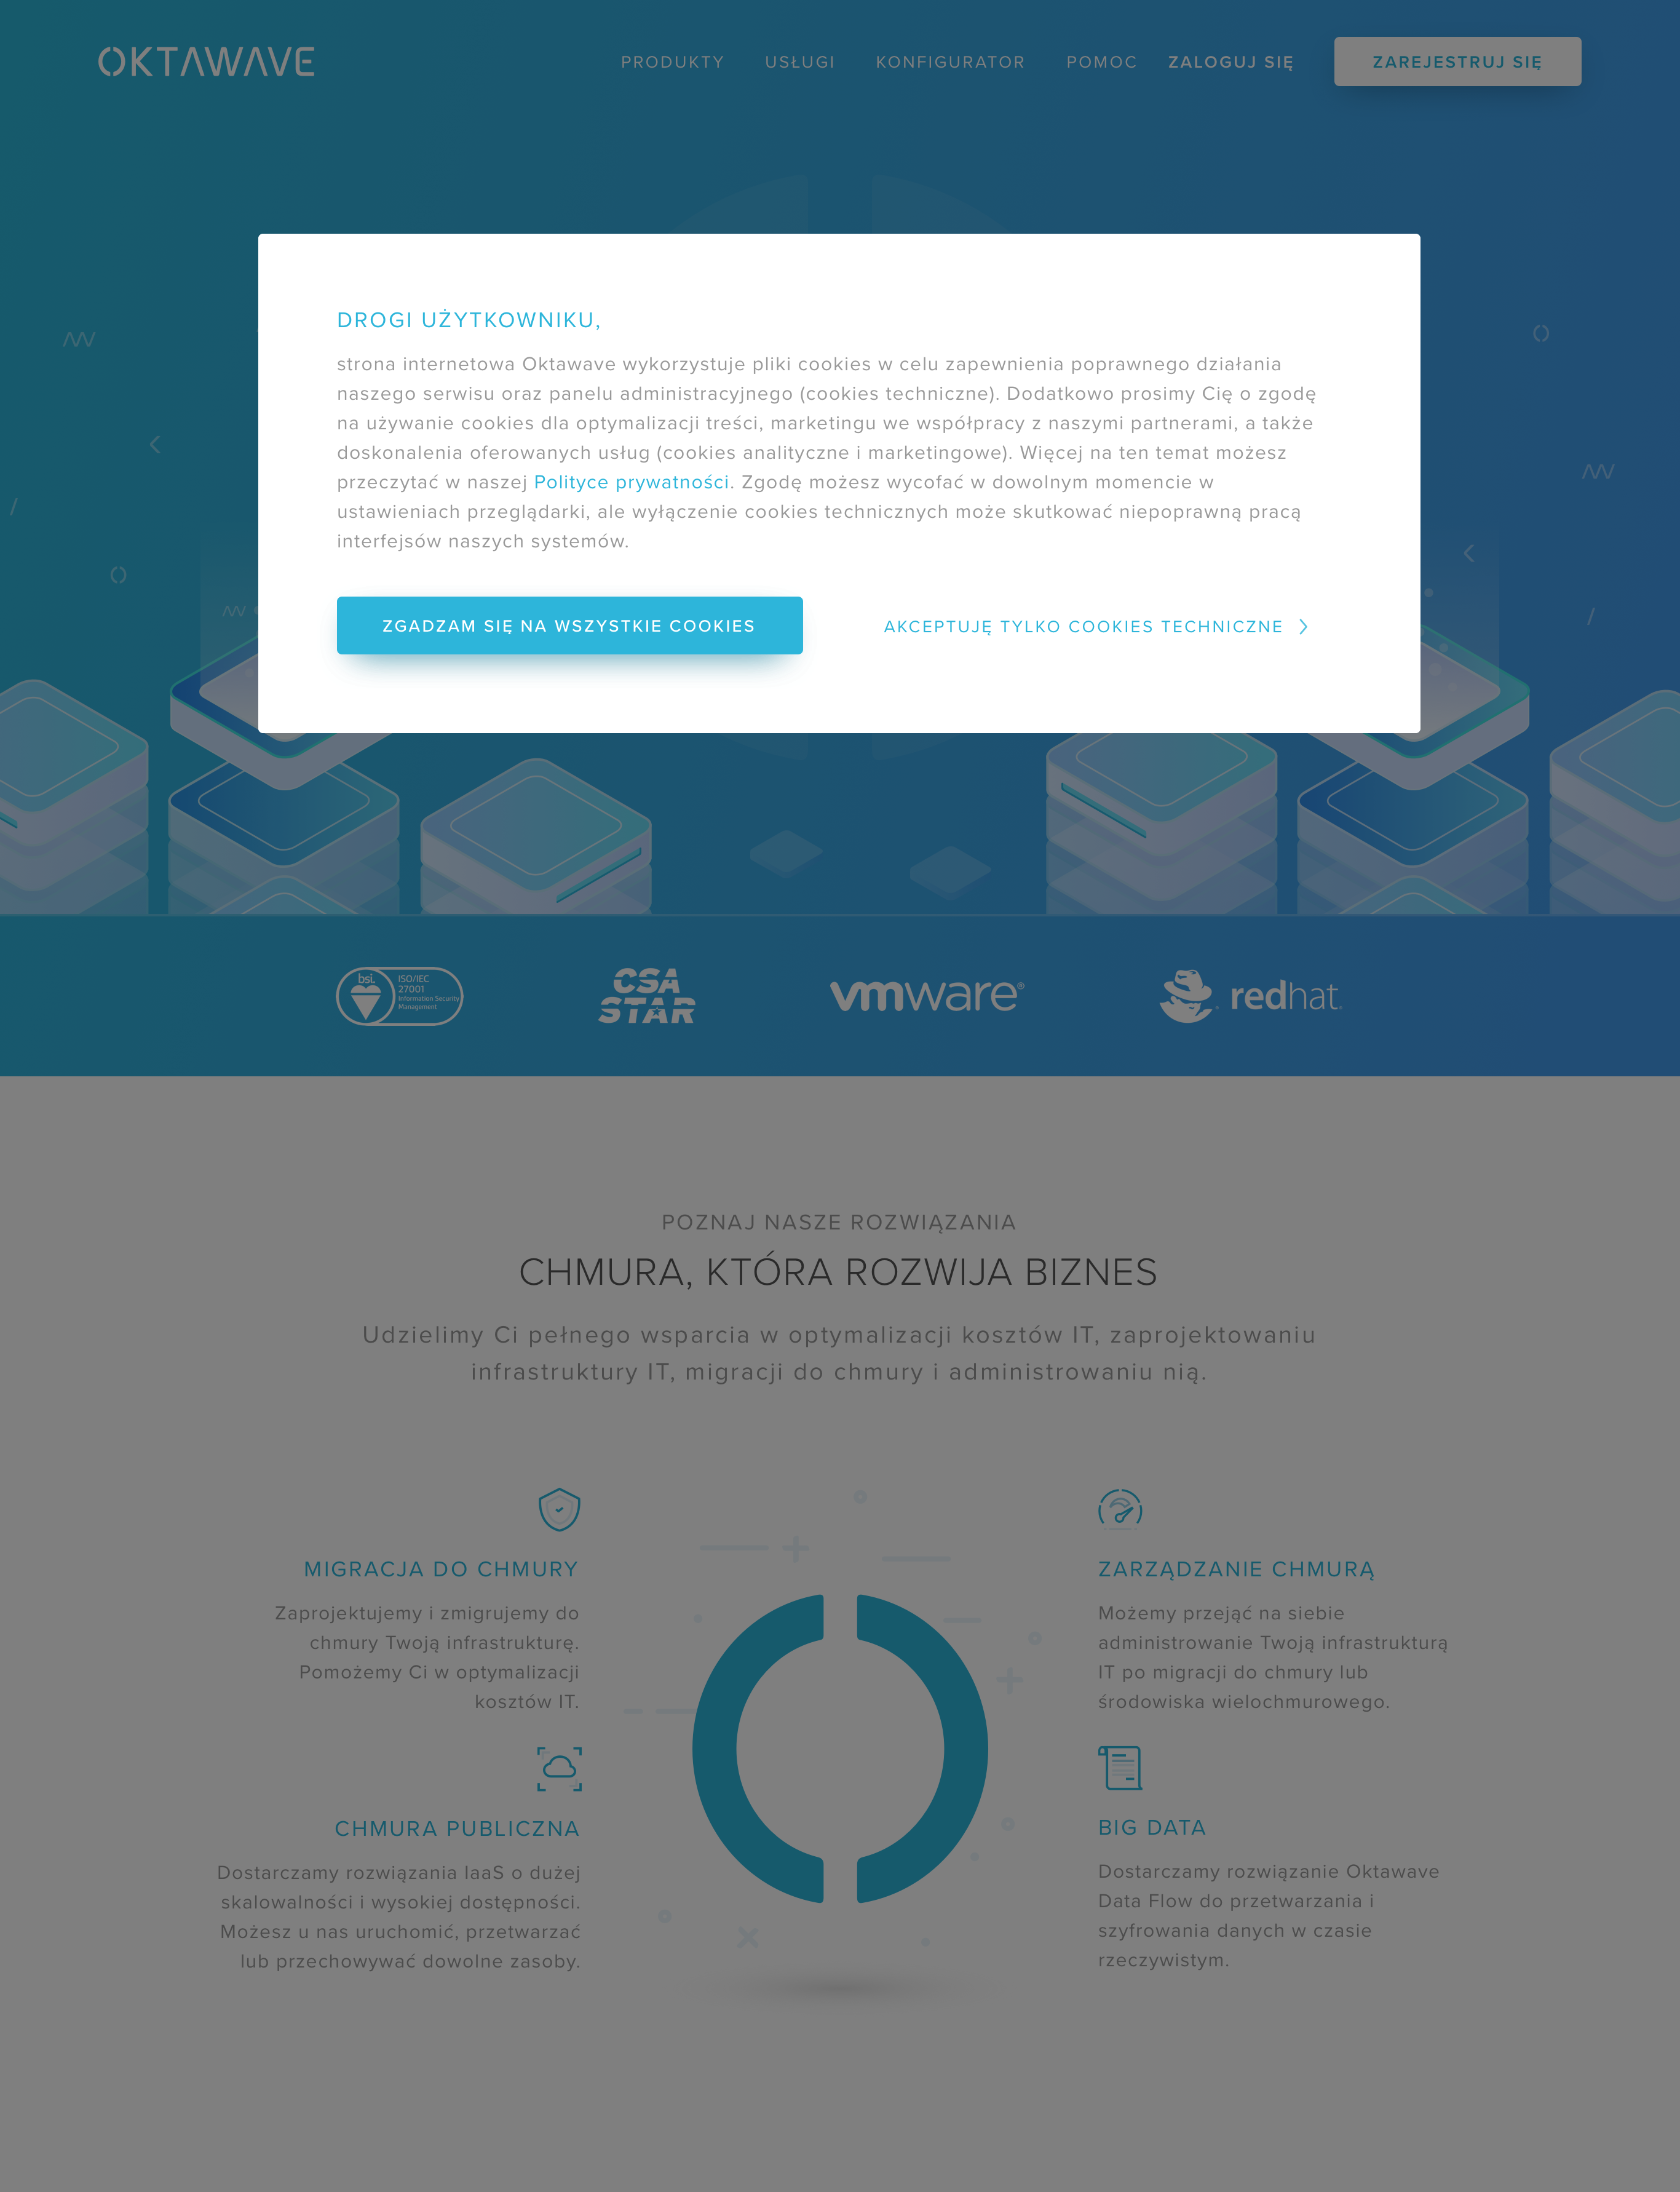 OKTAWAVE
PRODUKTY USŁUGI KONFIGURATOR POMOC ZALOGUJ SIĘ ZAREJESTRUJ SIĘ
DROGI UŻYTKOWNIKU,
strona internetowa Oktawave wykorzystuje pliki cookies w celu zapewnienia poprawnego działania
naszego serwisu oraz panelu administracyjnego (cookies techniczne). Dodatkowo prosimy Cię o zgodę
na używanie cookies dla optymalizacji treści, marketingu we współpracy z naszymi partnerami, a także
doskonalenia oferowanych usług (cookies analityczne i marketingowe). Więcej na ten temat możesz
przeczytać w naszej Polityce prywatności. Zgodę możesz wycofać w dowolnym momencie w
ustawieniach przeglądarki, ale wyłączenie cookies technicznych może skutkować niepoprawną pracą
interfejsów naszych systemów.
ZGADZAM SIĘ NA WSZYSTKIE COOKIES
AKCEPTUJĘ TYLKO COOKIES TECHNICZNE
bsi.
ISO/IEC
27001
Information Security
Management
CSA
STAR
vmware®
redhat.
POZNAJ NASZE ROZWIĄZANIA
CHMURA, KTÓRA ROZWIJA BIZNES
Udzielimy Ci pełnego wsparcia w optymalizacji kosztów IT, zaprojektowaniu
infrastruktury IT, migracji do chmury i administrowaniu nią.
MIGRACJA DO CHMURY
Zaprojektujemy i zmigrujemy do
chmury Twoją infrastrukturę.
Pomożemy Ci w optymalizacji
kosztów IT.
ZARZĄDZANIE CHMURĄ
Możemy przejąć na siebie
administrowanie Twoją infrastrukturą
IT po migracji do chmury lub
środowiska wielochmurowego.
CHMURA PUBLICZNA
Dostarczamy rozwiązania IaaS o dużej
skalowalności i wysokiej dostępności.
Możesz u nas uruchomić, przetwarzać
lub przechowywać dowolne zasoby.
BIG DATA
Dostarczamy rozwiązanie Oktawave
Data Flow do przetwarzania i
szyfrowania danych w czasie
rzeczywistym.